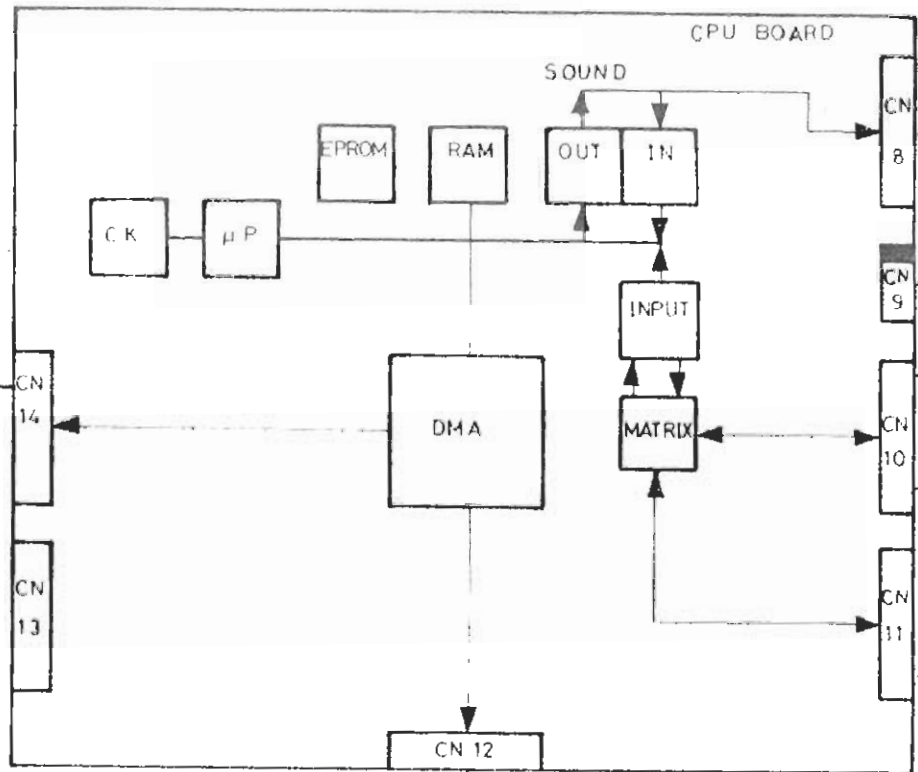 CPU BOARD
SOUND
CN
8
EPROM
RAM
OUT
IN
CK
μP
CN
9
INPUT
CN
14
DMA
MATRIX
CN
10
CN
13
CN
11
CN 12